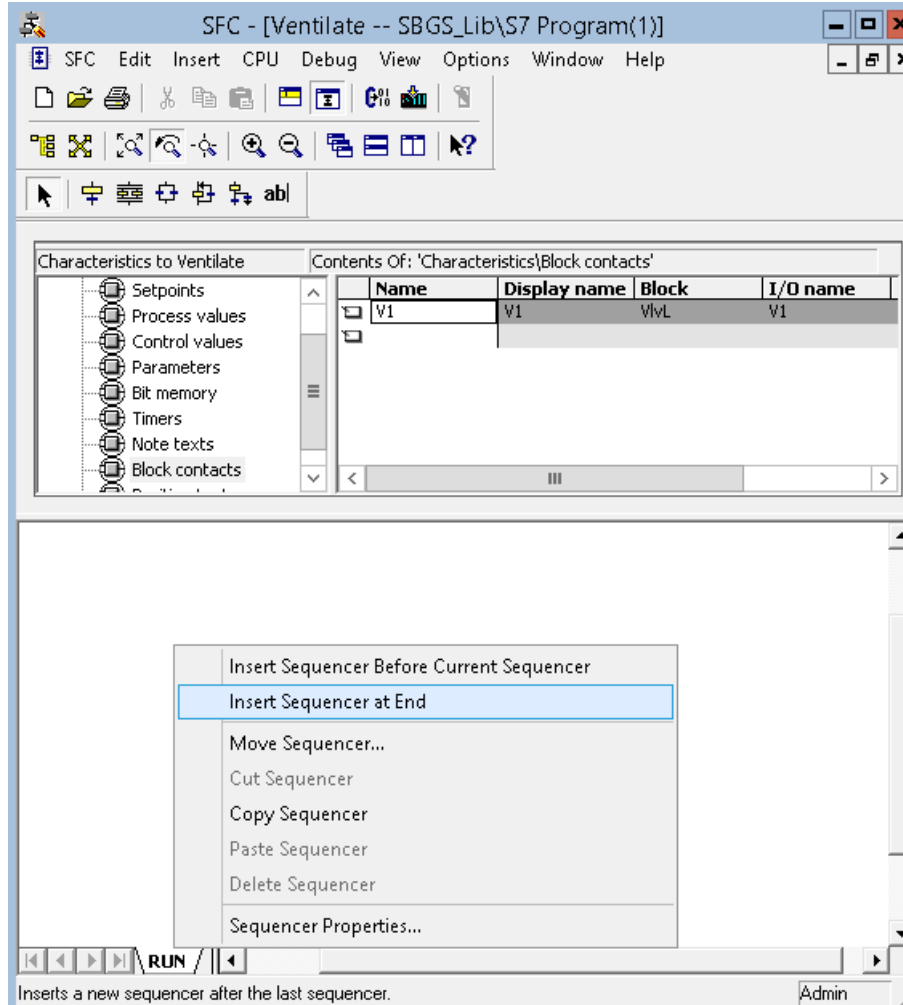 SFC - [Ventilate -- SBGS_Lib\S7 Program(1)]
SFC Edit Insert CPU Debug View Options Window Help
ab|
Characteristics to Ventilate Contents Of: 'Characteristics\Block contacts'
Name Display name Block I/O name
V1 V1 VlvL V1
Setpoints
Process values
Control values
Parameters
Bit memory
Timers
Note texts
Block contacts
Insert Sequencer Before Current Sequencer
Insert Sequencer at End
Move Sequencer...
Cut Sequencer
Copy Sequencer
Paste Sequencer
Delete Sequencer
Sequencer Properties...
RUN
Inserts a new sequencer after the last sequencer. Admin